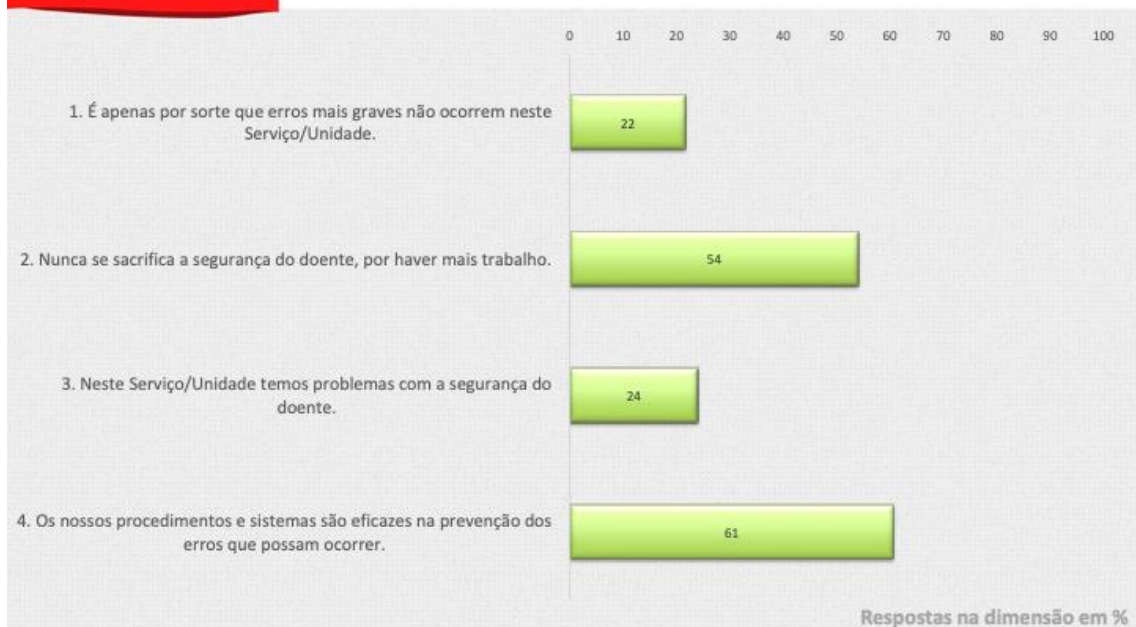 0 10 20 30 40 50 60 70 80 90 100
1. É apenas por sorte que erros mais graves não ocorrem neste
Serviço/Unidade.
22
2. Nunca se sacrifica a segurança do doente, por haver mais trabalho.
54
3. Neste Serviço/Unidade temos problemas com a segurança do
doente.
24
4. Os nossos procedimentos e sistemas são eficazes na prevenção dos
erros que possam ocorrer.
61
Respostas na dimensão em %